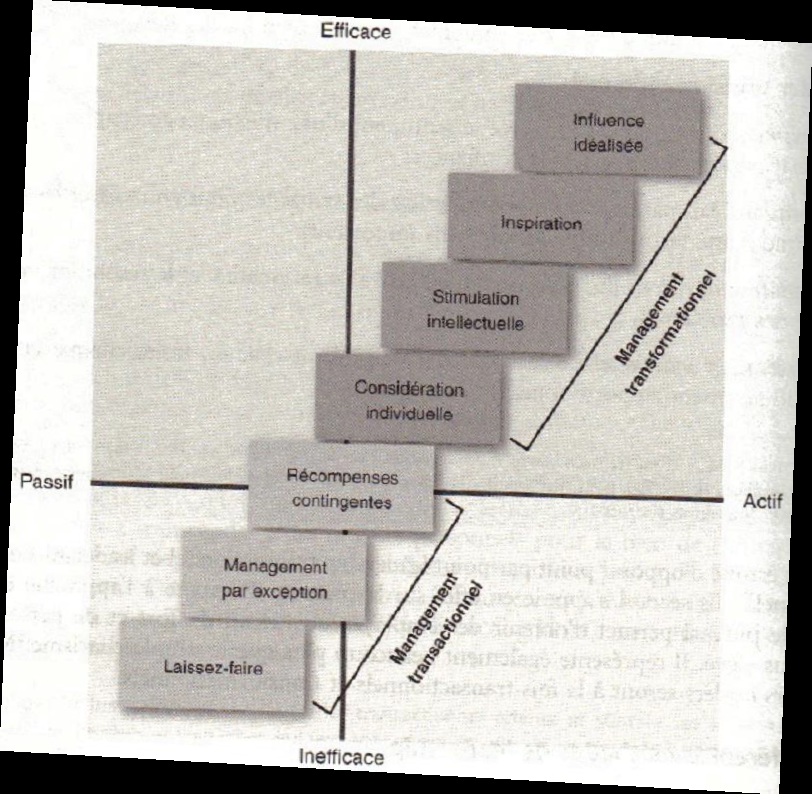 Efficace
Influence
idéalisée
Inspiration
Stimulation
intellectuelle
Management
transformationnel
Considération
individuelle
Récompenses
contingentes
Passif
Actif
Management
par exception
Management
transactionnel
Laissez-faire
Inefficace